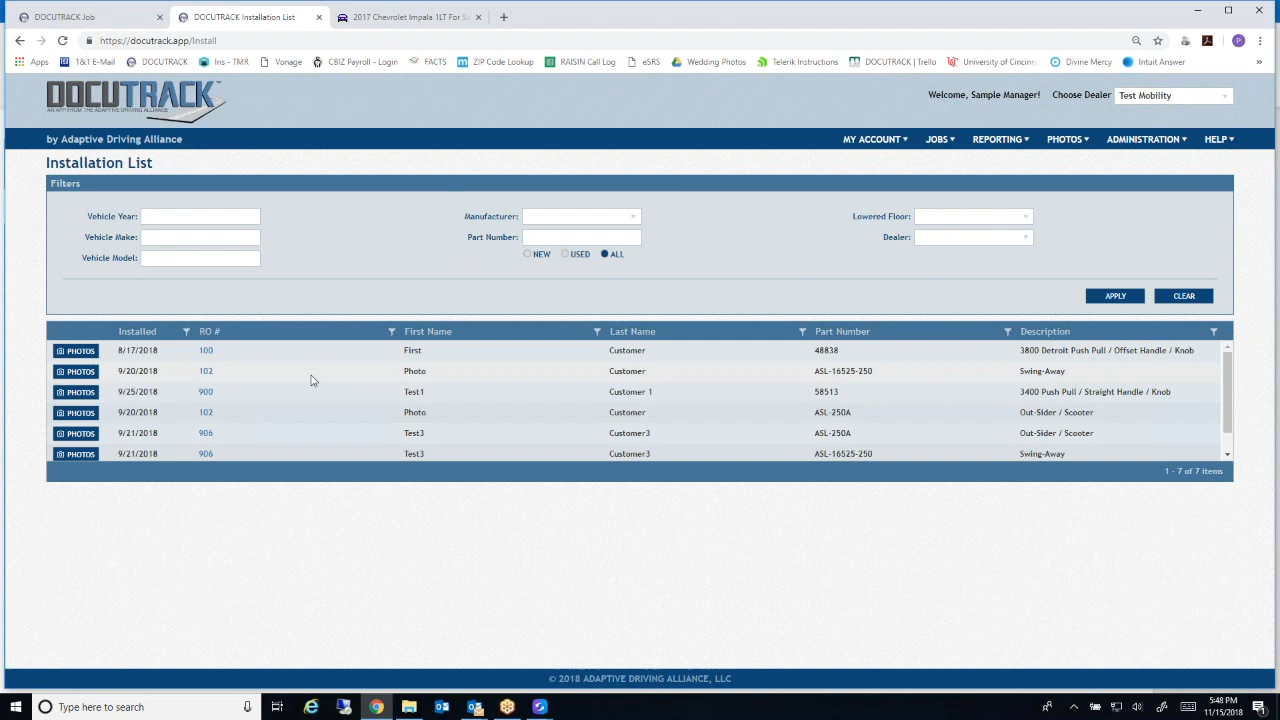 DOCUTRACK Job
DOCUTRACK Installation List
2017 Chevrolet Impala 1LT For S
https://docutrack.app/Install
P
Apps
1&1 E-Mail
DOCUTRACK
Iris - TMR
Vonage
CBIZ Payroll - Login
FACTS
ZIP Code Lookup
RAISIN Call Log
eSRS
Wedding Photos
Telerik Instructions
DOCUTRACK | Trello
University of Cincinn
Divine Mercy
Intuit Answer
»
DOCUTRACK
AN APP FROM THE ADAPTIVE DRIVING ALLIANCE
Welcome, Sample Manager!
Choose Dealer
Test Mobility
by Adaptive Driving Alliance
MY ACCOUNT
JOBS
REPORTING
PHOTOS
ADMINISTRATION
HELP
Installation List
Filters
Vehicle Year:
Manufacturer:
Lowered Floor:
Vehicle Make:
Part Number:
Dealer:
Vehicle Model:
NEW USED ALL
APPLY
CLEAR
Installed RO # First Name Last Name Part Number Description
PHOTOS 8/17/2018 100 First Customer 48838 3800 Detroit Push Pull / Offset Handle / Knob
PHOTOS 9/20/2018 102 Photo Customer ASL-16525-250 Swing-Away
PHOTOS 9/25/2018 900 Test1 Customer 1 58513 3400 Push Pull / Straight Handle / Knob
PHOTOS 9/20/2018 102 Photo Customer ASL-250A Out-Sider / Scooter
PHOTOS 9/21/2018 906 Test3 Customer3 ASL-250A Out-Sider / Scooter
PHOTOS 9/21/2018 906 Test3 Customer3 ASL-16525-250 Swing-Away
1 - 7 of 7 items
© 2018 ADAPTIVE DRIVING ALLIANCE, LLC
Type here to search
5:48 PM
11/15/2018
1